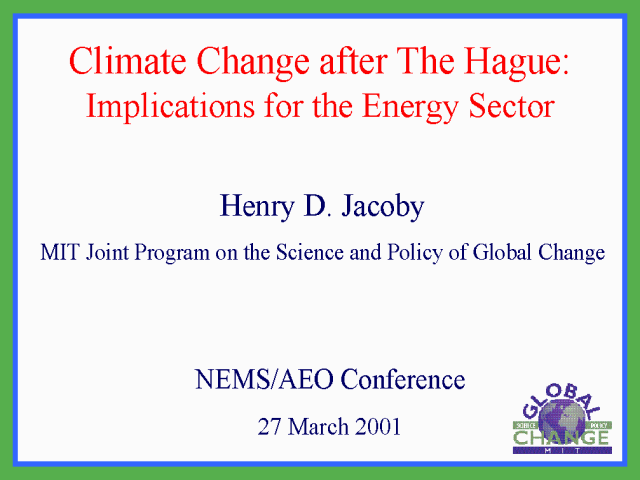 Climate Change after The Hague:
Implications for the Energy Sector
Henry D. Jacoby
MIT Joint Program on the Science and Policy of Global Change
NEMS/AEO Conference
27 March 2001
GLOBAL
SCIENCE POLICY
CHANGE
MIT